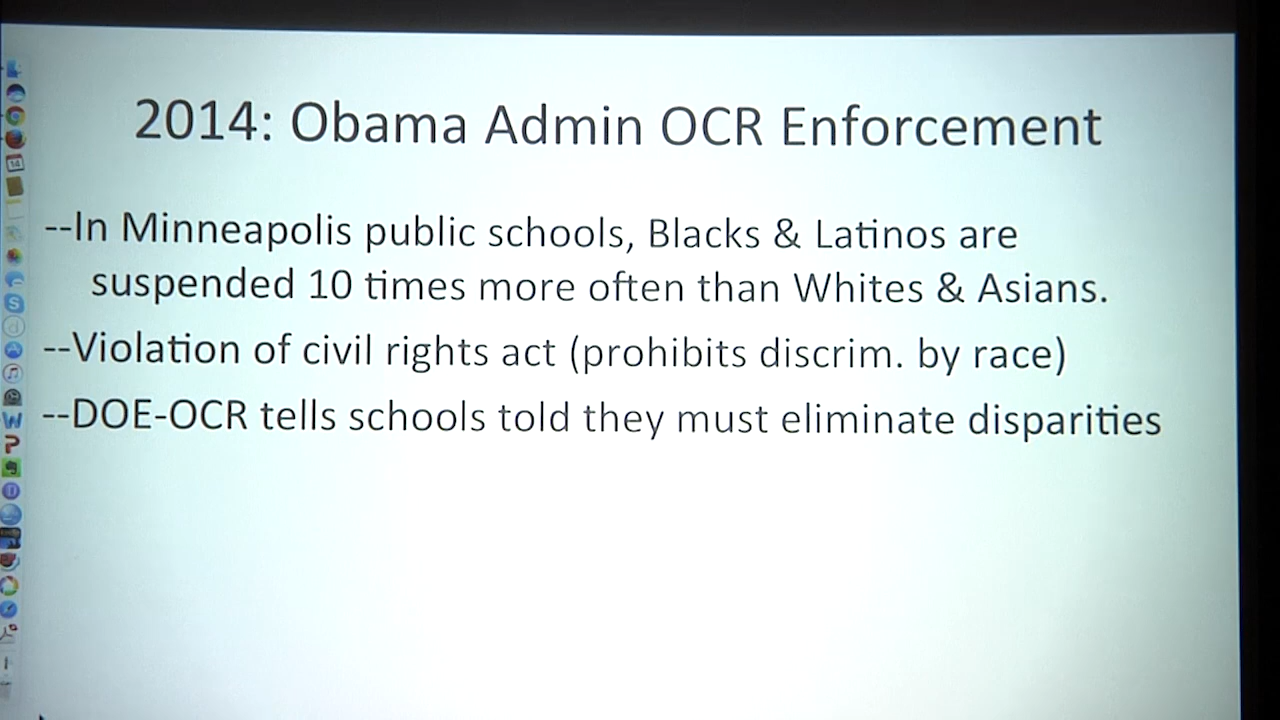 2014: Obama Admin OCR Enforcement
--In Minneapolis public schools, Blacks & Latinos are
suspended 10 times more often than Whites & Asians.
--Violation of civil rights act (prohibits discrim. by race)
--DOE-OCR tells schools told they must eliminate disparities
14